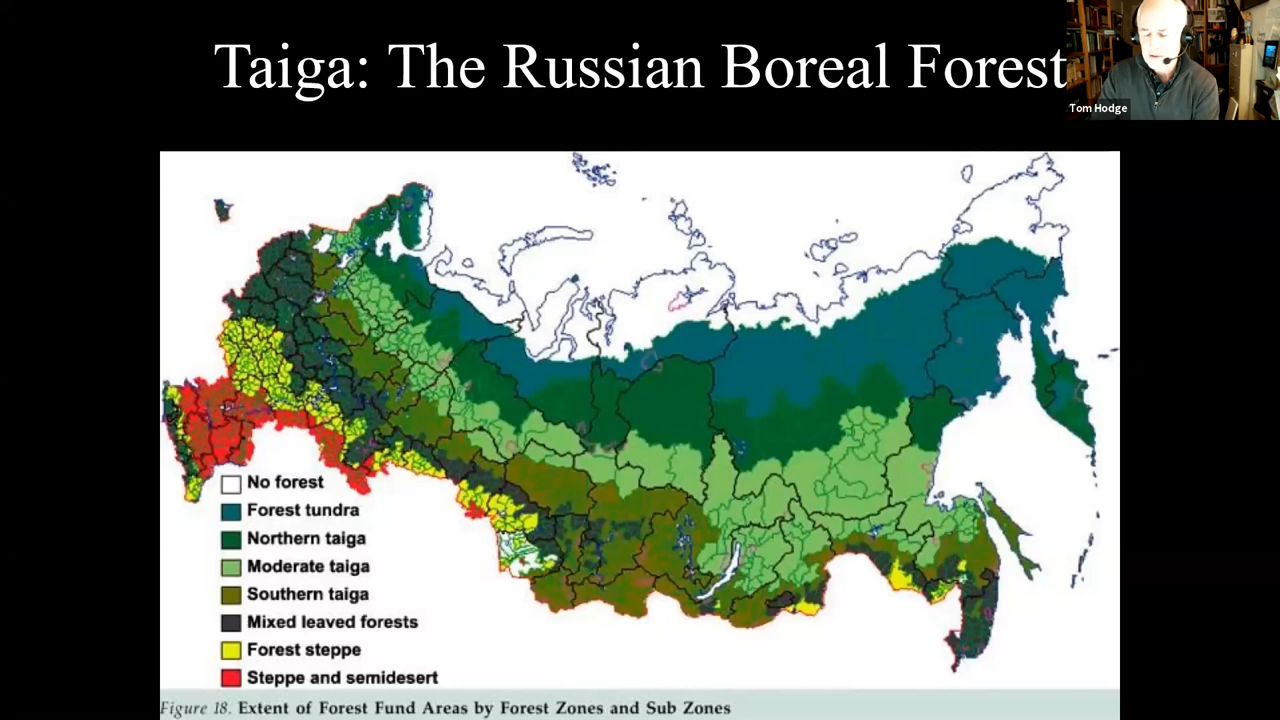 Taiga: The Russian Boreal Forest
Tom Hodge
No forest
Forest tundra
Northern taiga
Moderate taiga
Southern taiga
Mixed leaved forests
Forest steppe
Steppe and semidesert
Figure 18. Extent of Forest Fund Areas by Forest Zones and Sub Zones